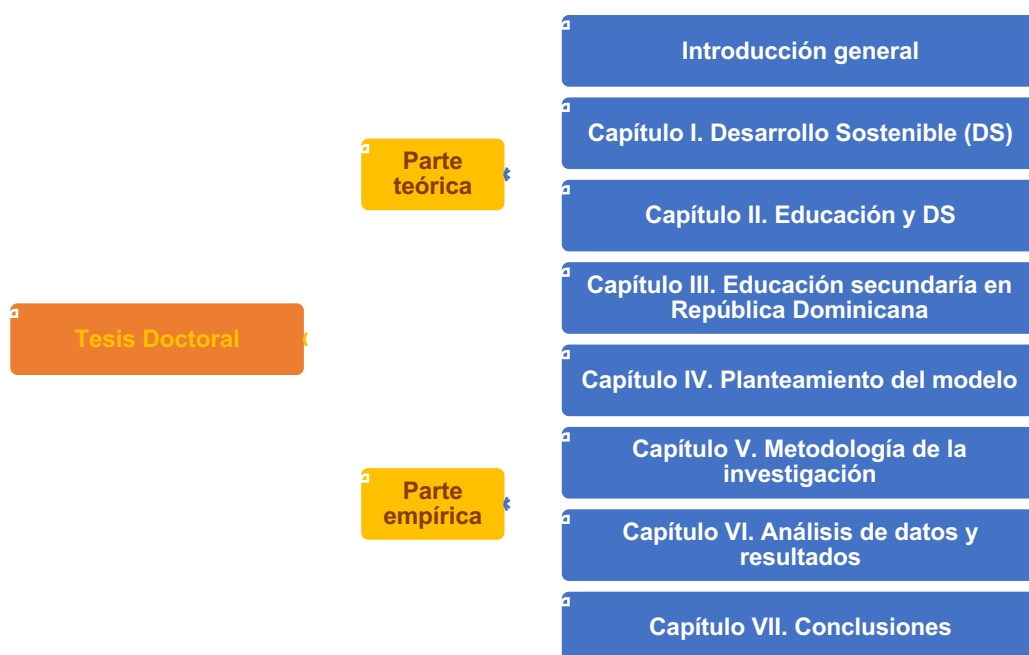 Tesis Doctoral
Parte
teórica
Introducción general
Capítulo I. Desarrollo Sostenible (DS)
Capítulo II. Educación y DS
Capítulo III. Educación secundaría en
República Dominicana
Parte
empírica
Capítulo IV. Planteamiento del modelo
Capítulo V. Metodología de la
investigación
Capítulo VI. Análisis de datos y
resultados
Capítulo VII. Conclusiones